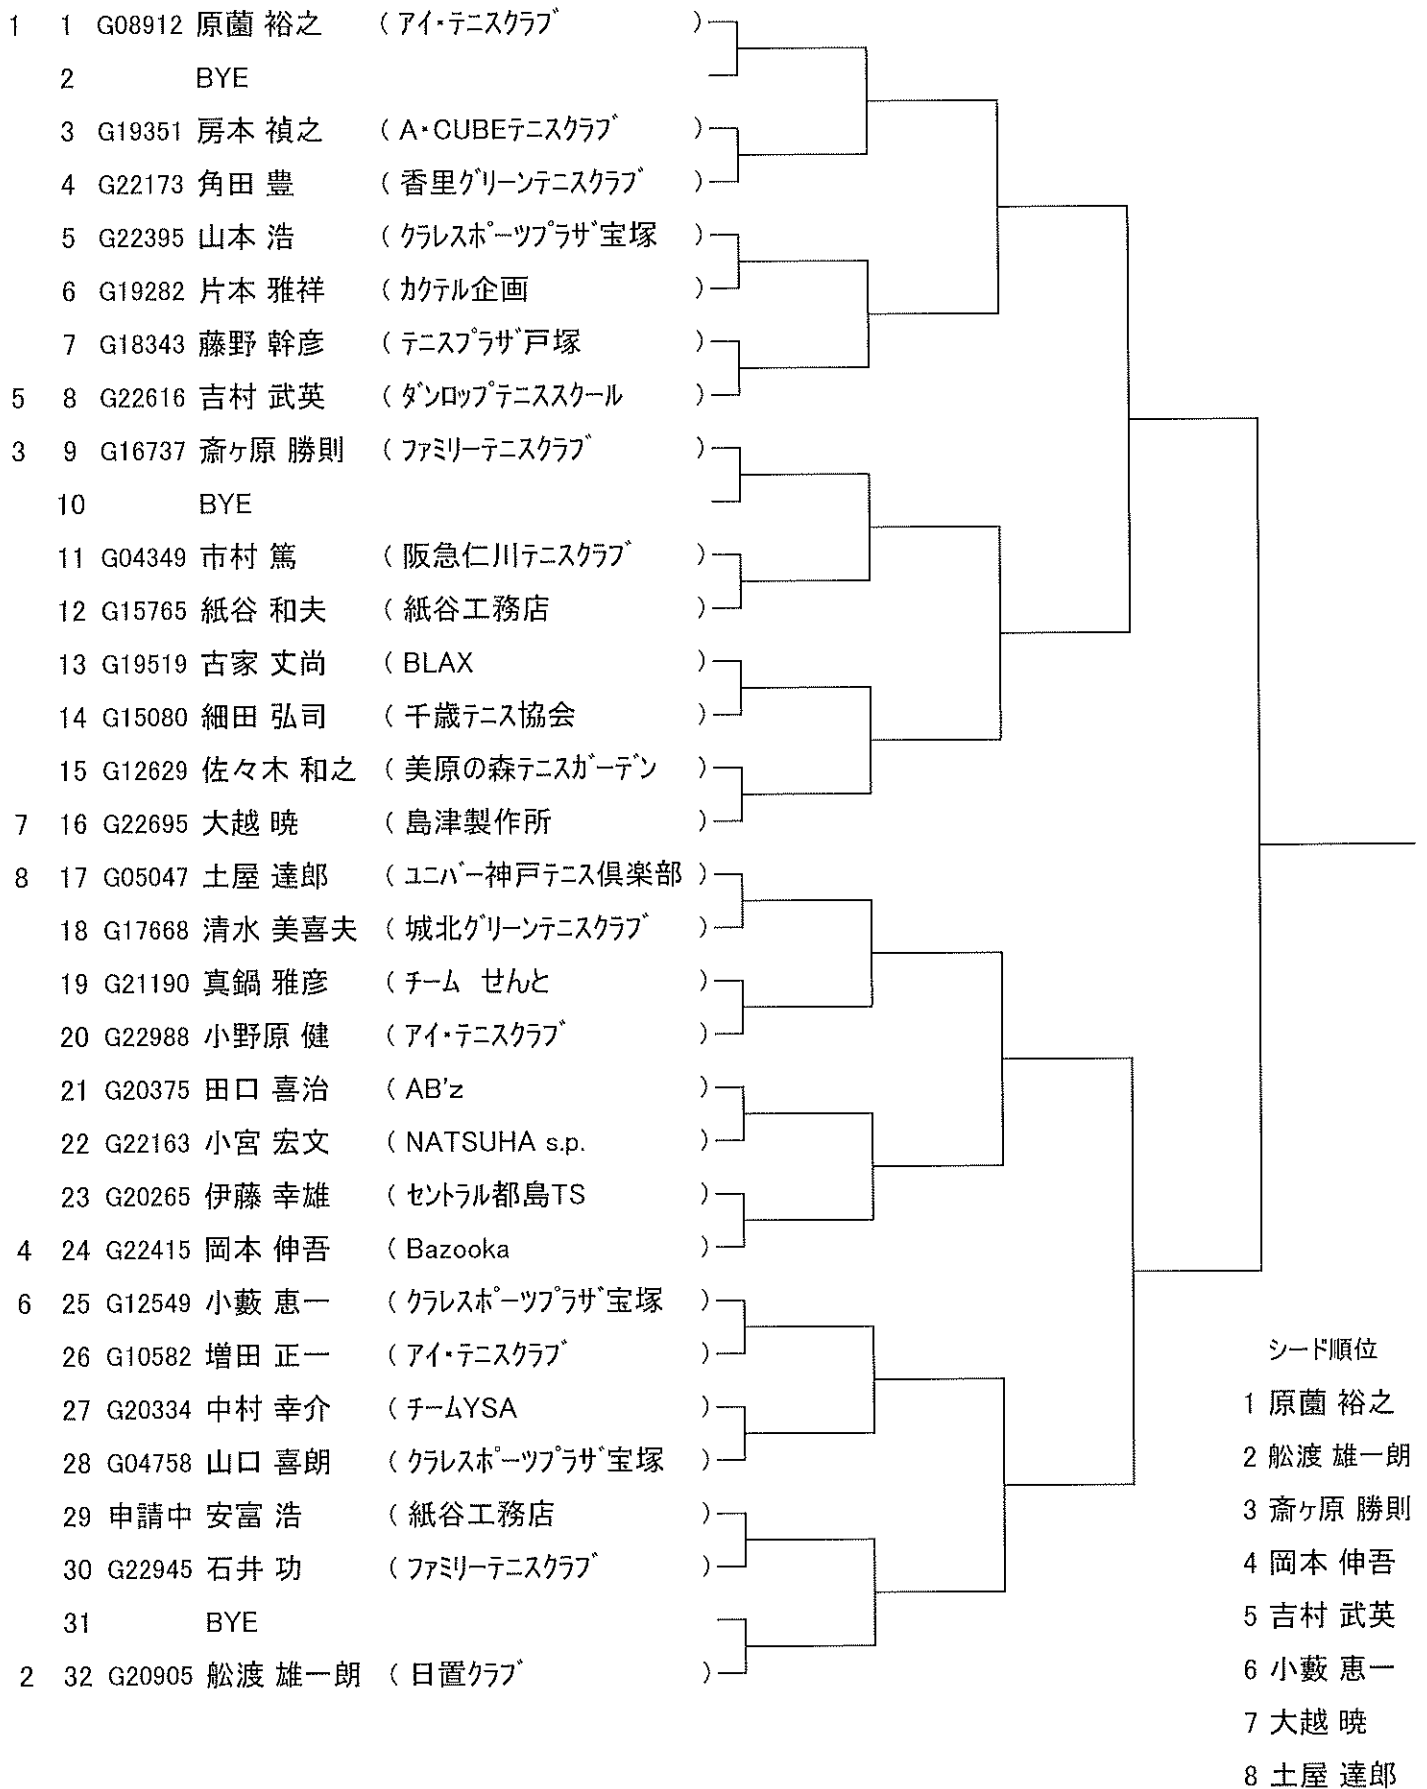 1 1 G08912 原薗 裕之 ( アイ・テニスクラブ )
2 BYE
3 G19351 房本 禎之 ( A・CUBEテニスクラブ )
4 G22173 角田 豊 ( 香里グリーンテニスクラブ )
5 G22395 山本 浩 ( クラレスポーツプラザ宝塚 )
6 G19282 片本 雅祥 ( カクテル企画 )
7 G18343 藤野 幹彦 ( テニスプラザ戸塚 )
5 8 G22616 吉村 武英 ( ダンロップテニススクール )
3 9 G16737 斎ヶ原 勝則 ( ファミリーテニスクラブ )
10 BYE
11 G04349 市村 篤 ( 阪急仁川テニスクラブ )
12 G15765 紙谷 和夫 ( 紙谷工務店 )
13 G19519 古家 丈尚 ( BLAX )
14 G15080 細田 弘司 ( 千歳テニス協会 )
15 G12629 佐々木 和之 ( 美原の森テニスガーデン )
7 16 G22695 大越 暁 ( 島津製作所 )
8 17 G05047 土屋 達郎 ( ユニバー神戸テニス倶楽部 )
18 G17668 清水 美喜夫 ( 城北グリーンテニスクラブ )
19 G21190 真鍋 雅彦 ( チーム せんと )
20 G22988 小野原 健 ( アイ・テニスクラブ )
21 G20375 田口 喜治 ( AB'z )
22 G22163 小宮 宏文 ( NATSUHA s.p. )
23 G20265 伊藤 幸雄 ( セントラル都島TS )
4 24 G22415 岡本 伸吾 ( Bazooka )
6 25 G12549 小藪 恵一 ( クラレスポーツプラザ宝塚 )
26 G10582 増田 正一 ( アイ・テニスクラブ )
27 G20334 中村 幸介 ( チームYSA )
28 G04758 山口 喜朗 ( クラレスポーツプラザ宝塚 )
29 申請中 安富 浩 ( 紙谷工務店 )
30 G22945 石井 功 ( ファミリーテニスクラブ )
31 BYE
2 32 G20905 舩渡 雄一朗 ( 日置クラブ )
シード順位
1 原薗 裕之
2 舩渡 雄一朗
3 斎ヶ原 勝則
4 岡本 伸吾
5 吉村 武英
6 小藪 恵一
7 大越 暁
8 土屋 達郎